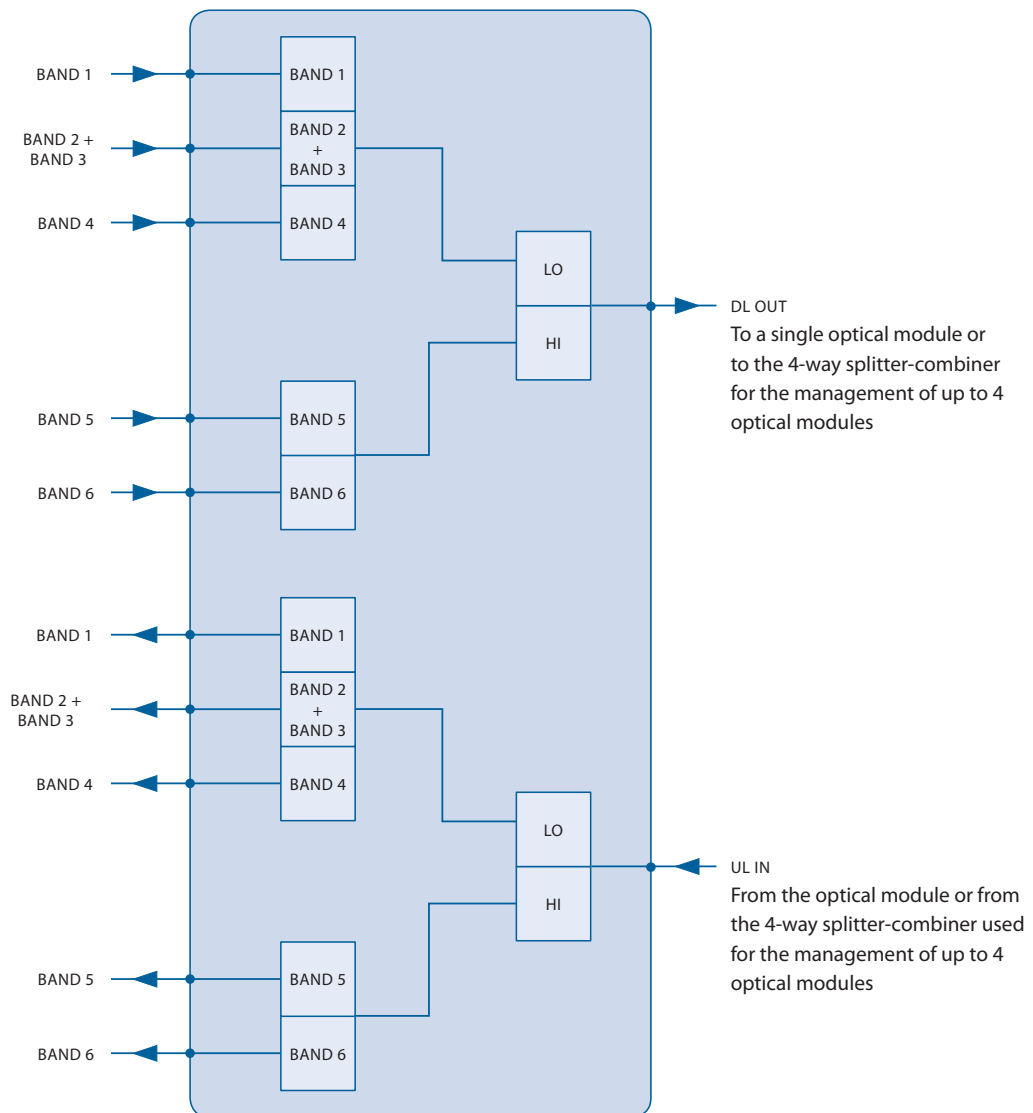 BAND 1
BAND 1
BAND 2 +
BAND 3
BAND 2
+
BAND 3
BAND 4
BAND 4
LO
HI
DL OUT
To a single optical module or
to the 4-way splitter-combiner
for the management of up to 4
optical modules
BAND 5
BAND 5
BAND 6
BAND 6
BAND 1
BAND 1
BAND 2 +
BAND 3
BAND 2
+
BAND 3
BAND 4
BAND 4
LO
HI
UL IN
From the optical module or from
the 4-way splitter-combiner used
for the management of up to 4
optical modules
BAND 5
BAND 5
BAND 6
BAND 6